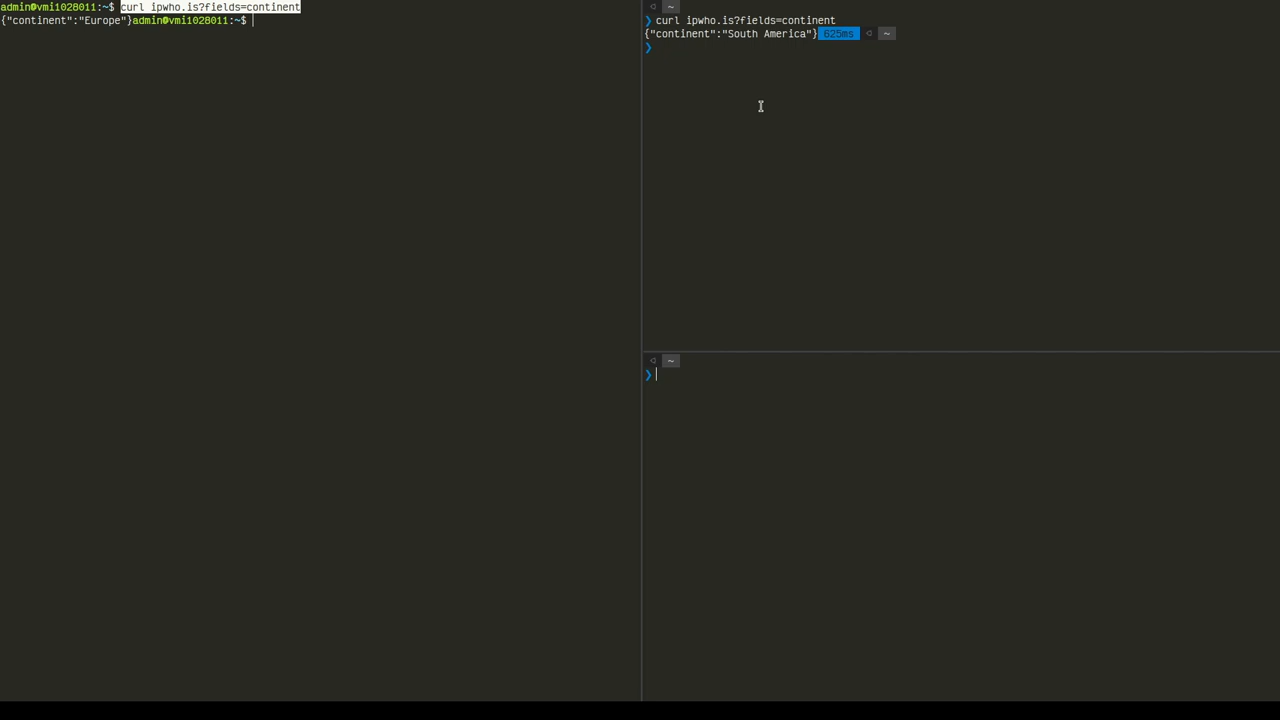 admin@vmi1028011:~$ curl ipwho.is?fields=continent
{"continent":"Europe"}admin@vmi1028011:~$
◁ ~
❯ curl ipwho.is?fields=continent
{"continent":"South America"} 625ms ◁ ~
❯
◁ ~
❯